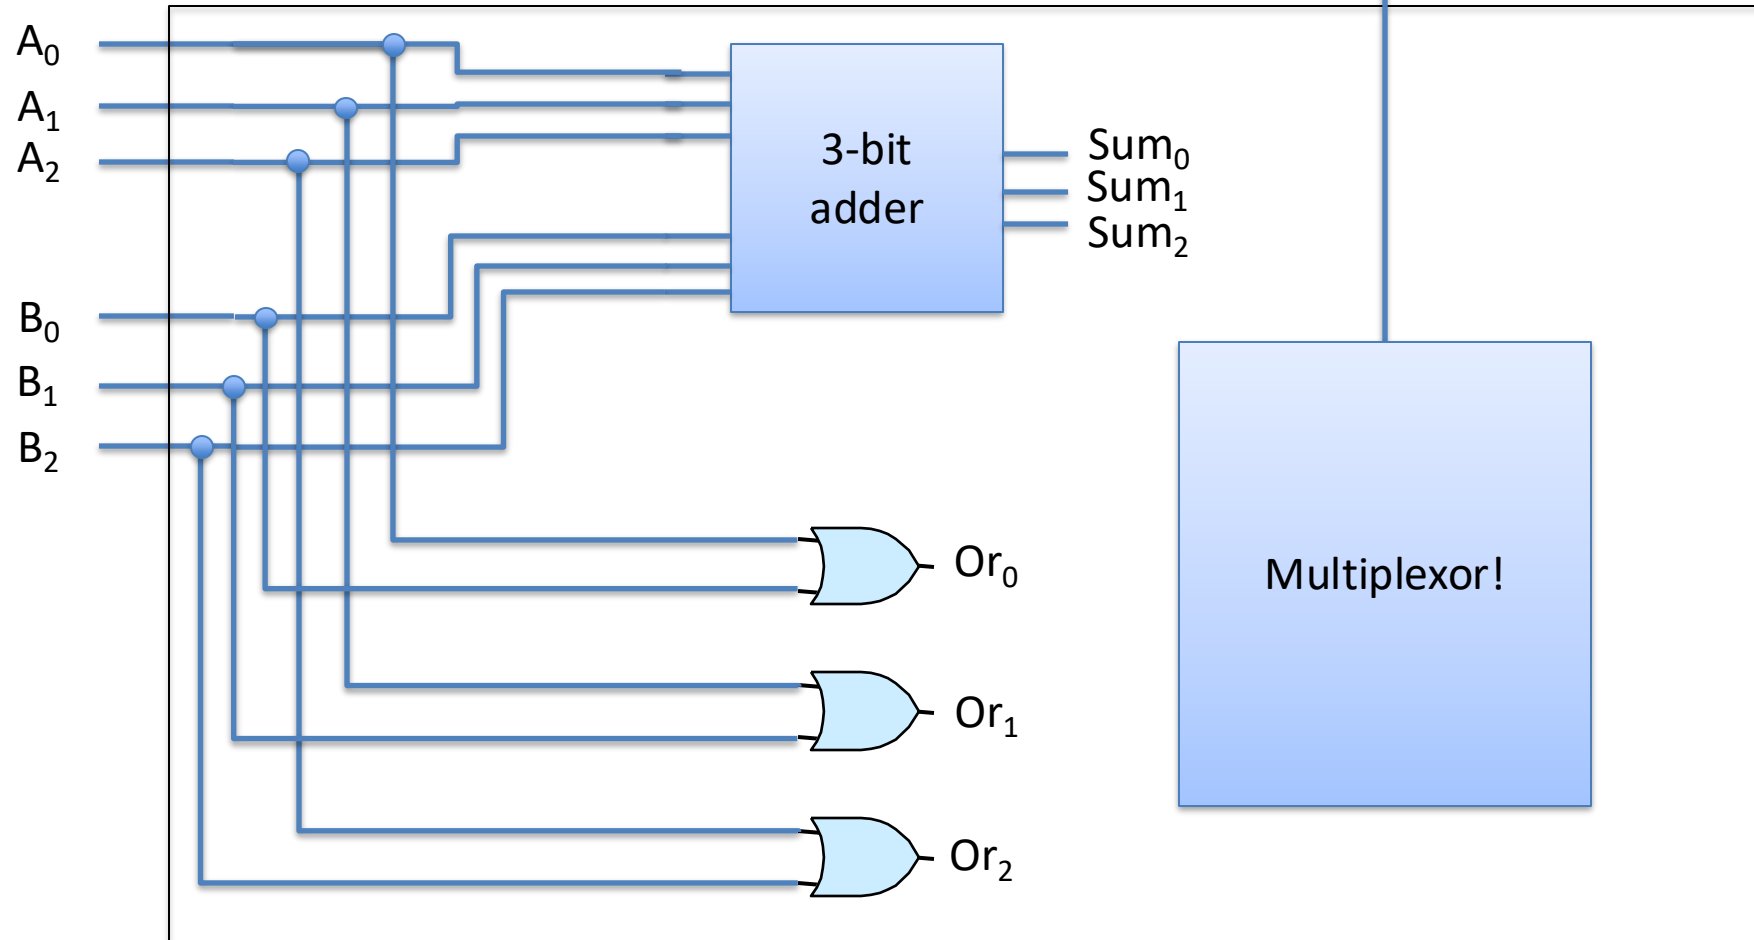 A0
A1
A2
B0
B1
B2
3-bit
adder
Sum0
Sum1
Sum2
Or0
Or1
Or2
Multiplexor!